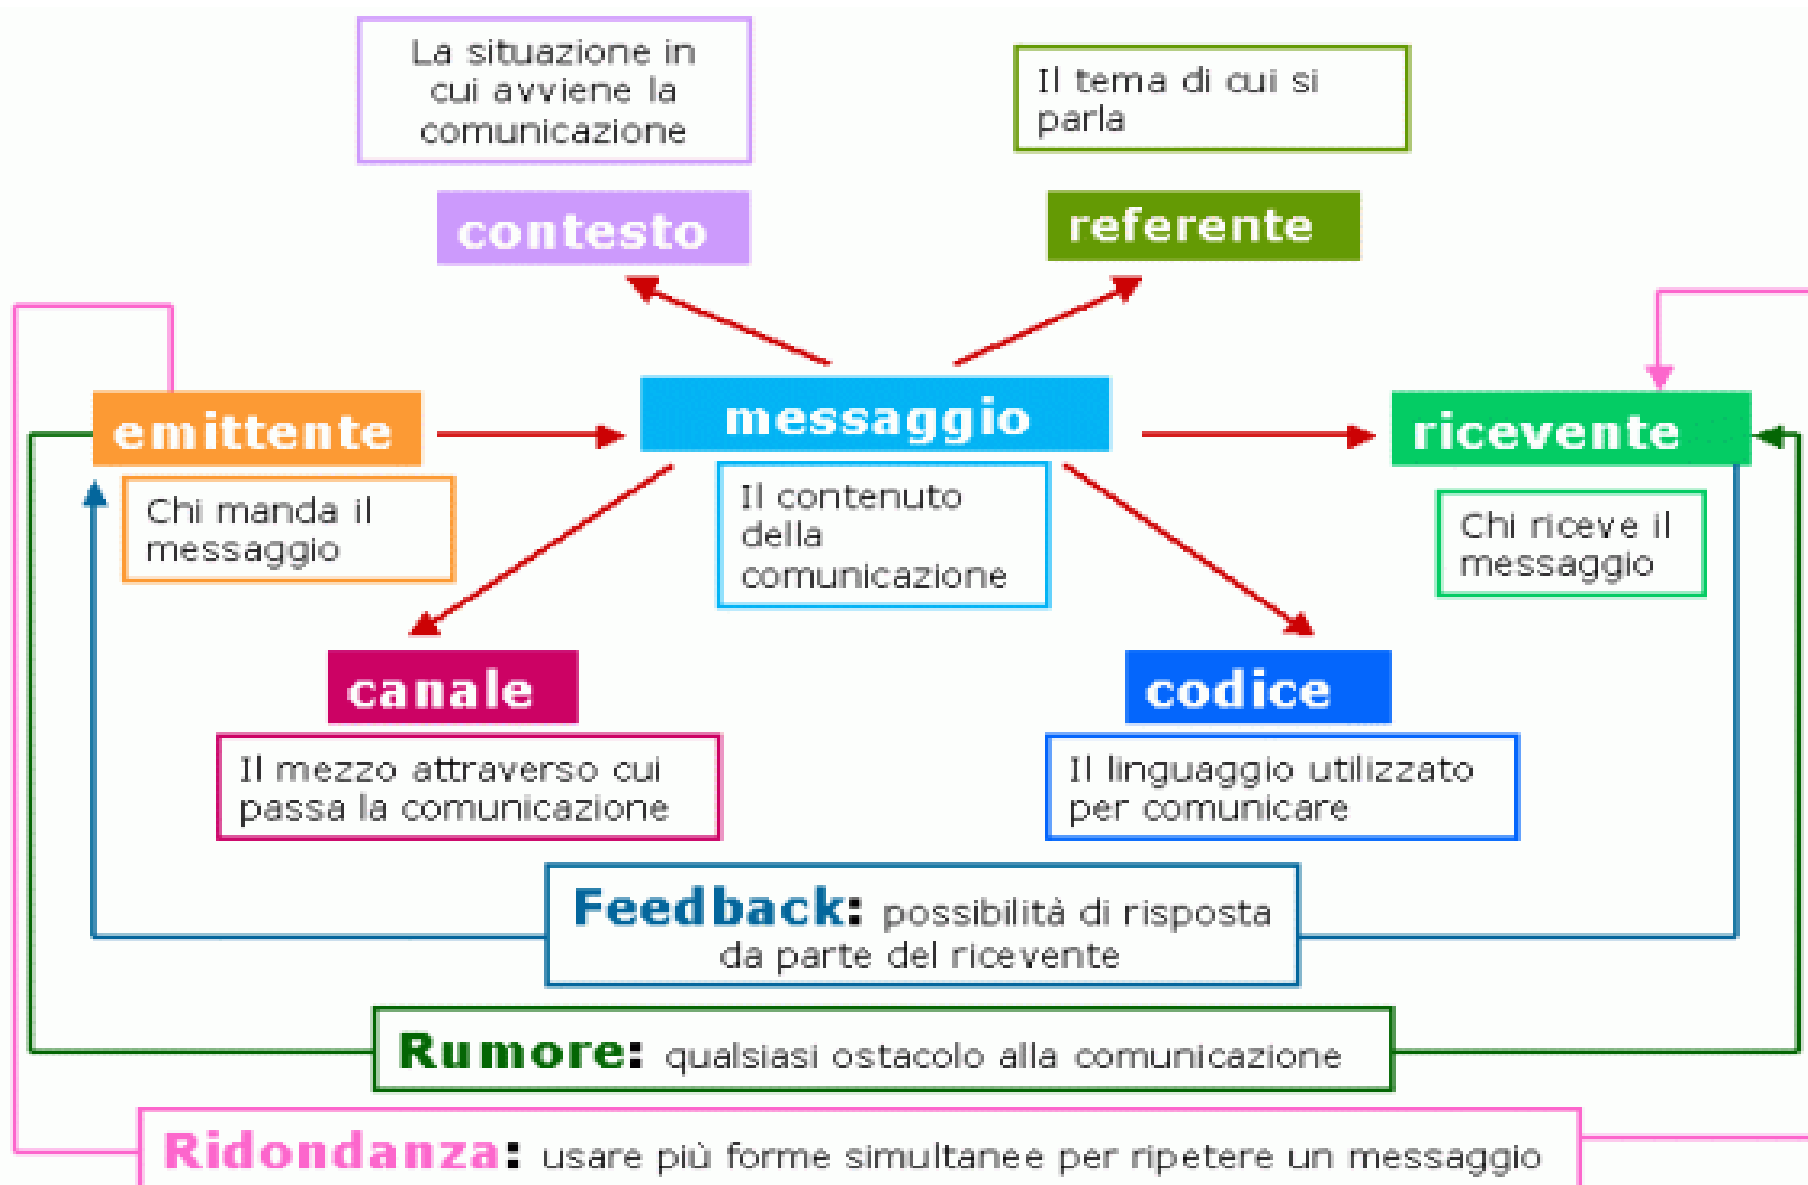 La situazione in
cui avviene la
comunicazione
Il tema di cui si
parla
contesto
referente
emittente
messaggio
ricevente
Chi manda il
messaggio
Il contenuto
della
comunicazione
Chi riceve il
messaggio
canale
codice
Il mezzo attraverso cui
passa la comunicazione
Il linguaggio utilizzato
per comunicare
Feedback: possibilità di risposta
da parte del ricevente
Rumore: qualsiasi ostacolo alla comunicazione
Ridondanza: usare più forme simultanee per ripetere un messaggio